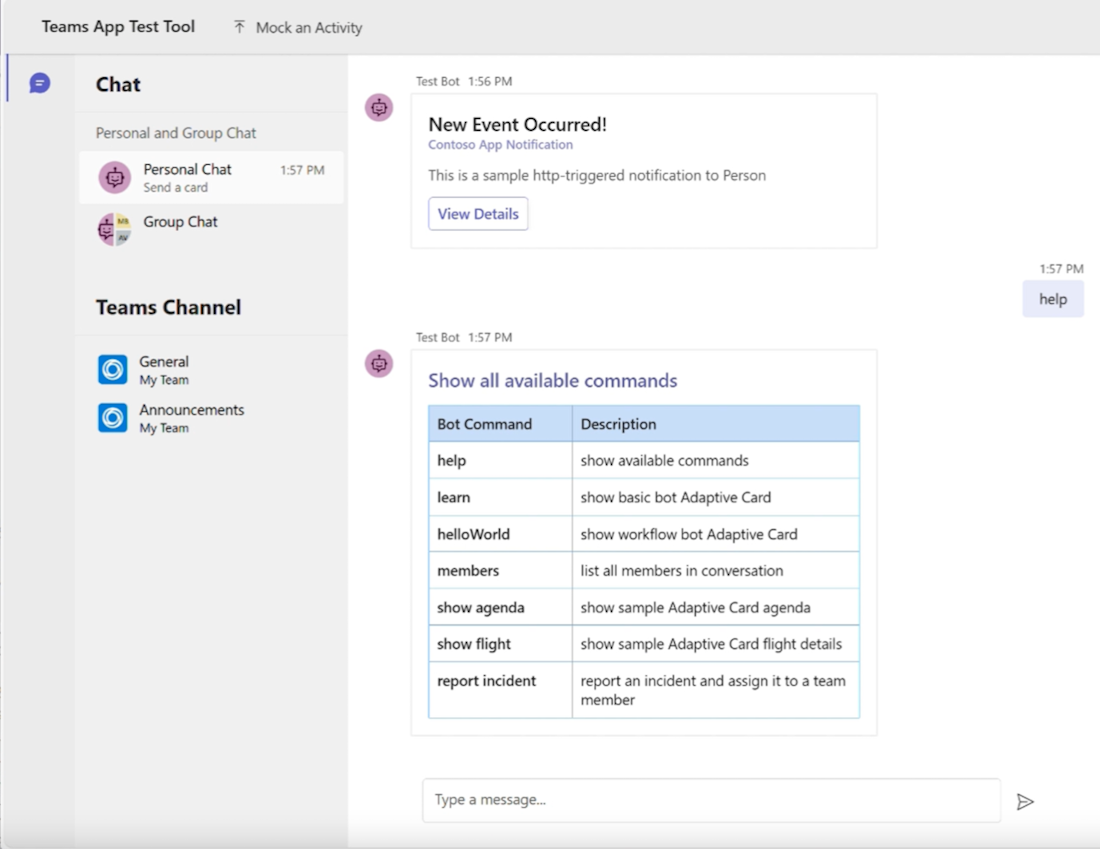 Teams App Test Tool
Mock an Activity
Chat
Personal and Group Chat
Personal Chat 1:57 PM
Send a card
Group Chat
MB
AV
Teams Channel
General
My Team
Announcements
My Team
Test Bot 1:56 PM
New Event Occurred!
Contoso App Notification
This is a sample http-triggered notification to Person
View Details
1:57 PM
help
Test Bot 1:57 PM
Show all available commands
Bot Command Description
help show available commands
learn show basic bot Adaptive Card
helloWorld show workflow bot Adaptive Card
members list all members in conversation
show agenda show sample Adaptive Card agenda
show flight show sample Adaptive Card flight details
report incident report an incident and assign it to a team
member
Type a message...